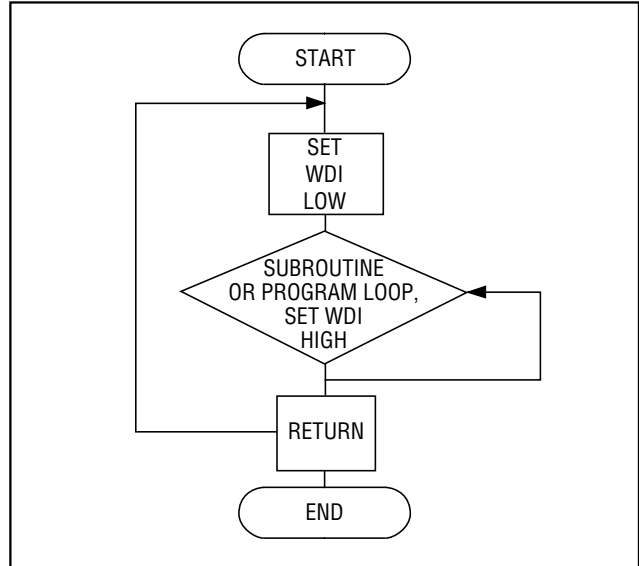 START
SET
WDI
LOW
SUBROUTINE
OR PROGRAM LOOP,
SET WDI
HIGH
RETURN
END